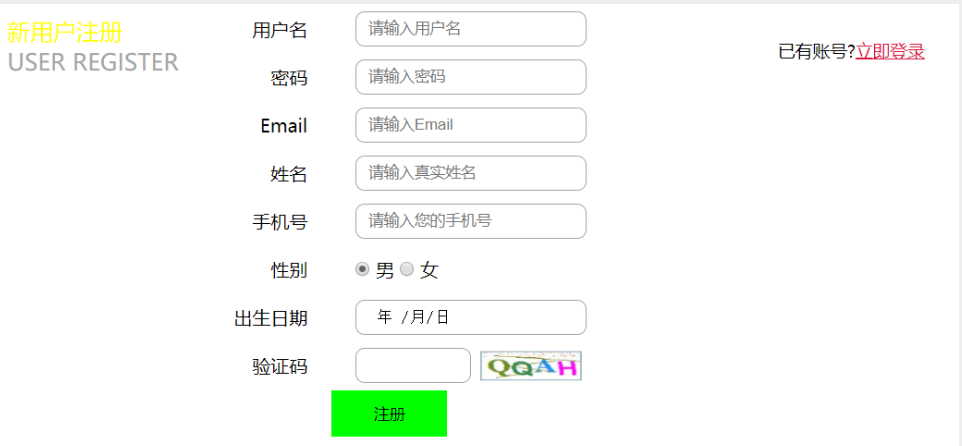 新用户注册
USER REGISTER
已有账号?立即登录
用户名 请输入用户名
密码 请输入密码
Email 请输入Email
姓名 请输入真实姓名
手机号 请输入您的手机号
性别 男 女
出生日期 年 /月/日
验证码 QQAH
注册